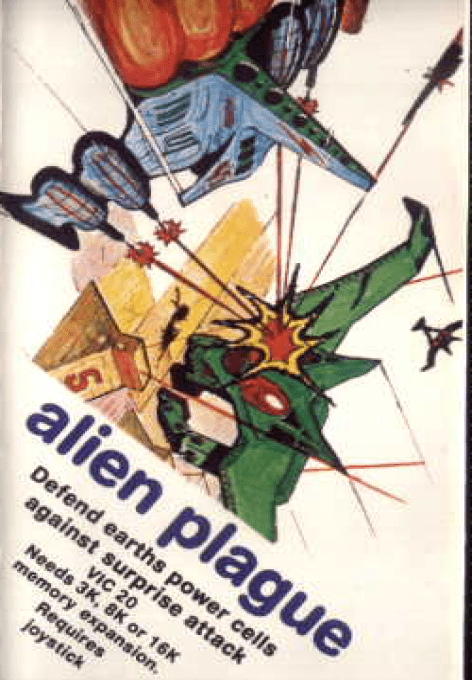 5
alien plague
Defend earths power cells
against surprise attack
VIC 20
Needs 3K, 8K or 16K
memory expansion.
Requires
joystick